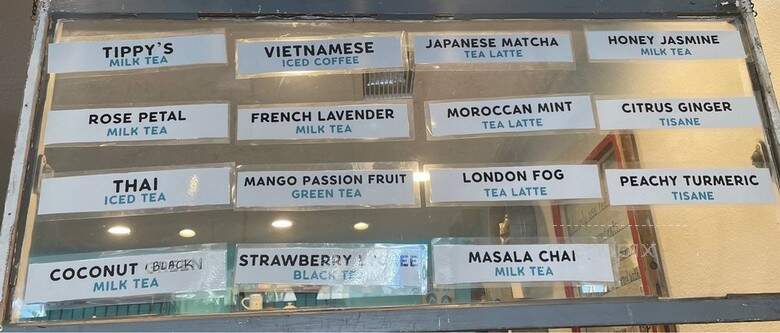 TIPPY'S
MILK TEA
VIETNAMESE
ICED COFFEE
JAPANESE MATCHA
TEA LATTE
HONEY JASMINE
MILK TEA
ROSE PETAL
MILK TEA
FRENCH LAVENDER
MILK TEA
MOROCCAN MINT
TEA LATTE
CITRUS GINGER
TISANE
THAI
ICED TEA
MANGO PASSION FRUIT
GREEN TEA
LONDON FOG
TEA LATTE
PEACHY TURMERIC
TISANE
COCONUT BLACK
MILK TEA
STRAWBERRY
BLACK
MASALA CHAI
MILK TEA